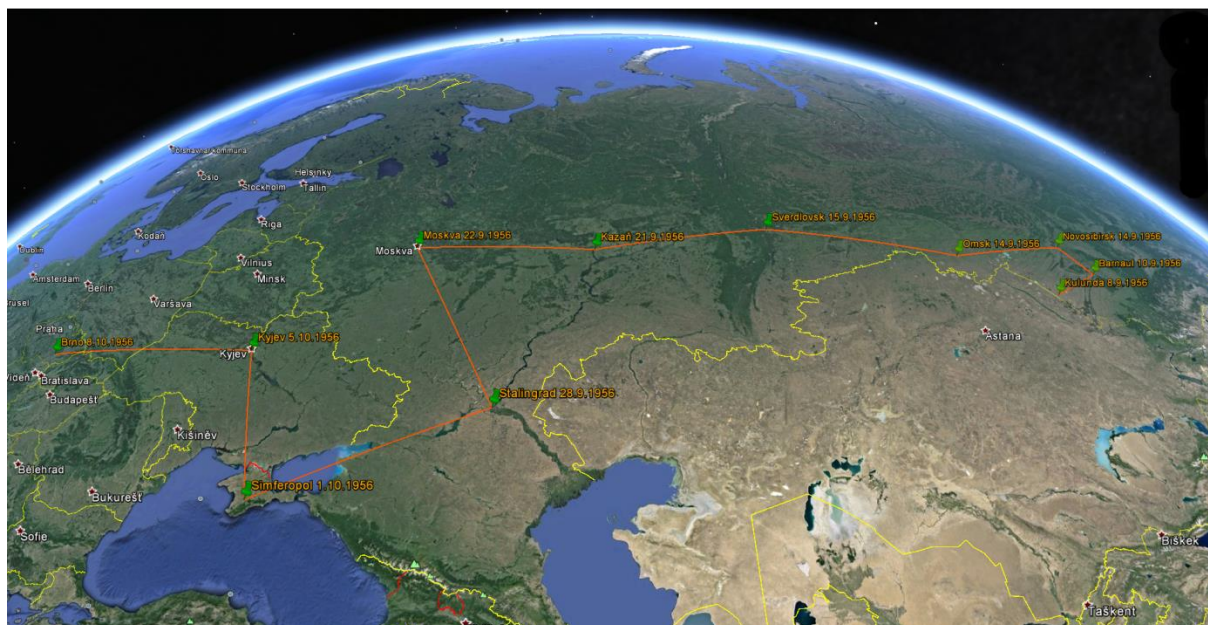 Tolsnavnal kommuna
Oslo
Stockholm
Helsinky
Tallin
Riga
Dublin
Kodaň
Moskva 22.9.1956
Moskva
Kazaň 21.9.1956
Sverdlovsk 15.9.1956
Omsk 14.9.1956
Novosibirsk 14.9.1956
Barnaul 10.9.1956
Kulunda 8.9.1956
Vilnius
Minsk
Amsterdam
Berlín
Brusel
Varšava
Praha
Brno 8.10.1956
Kyjev 5.10.1956
Kyjev
Astana
Vídeň
Bratislava
Budapešť
Stalingrad 28.9.1956
Kišiněv
Bělehrad
Bukurešť
Simferopol 1.10.1956
Sofie
Biškek
Taškent